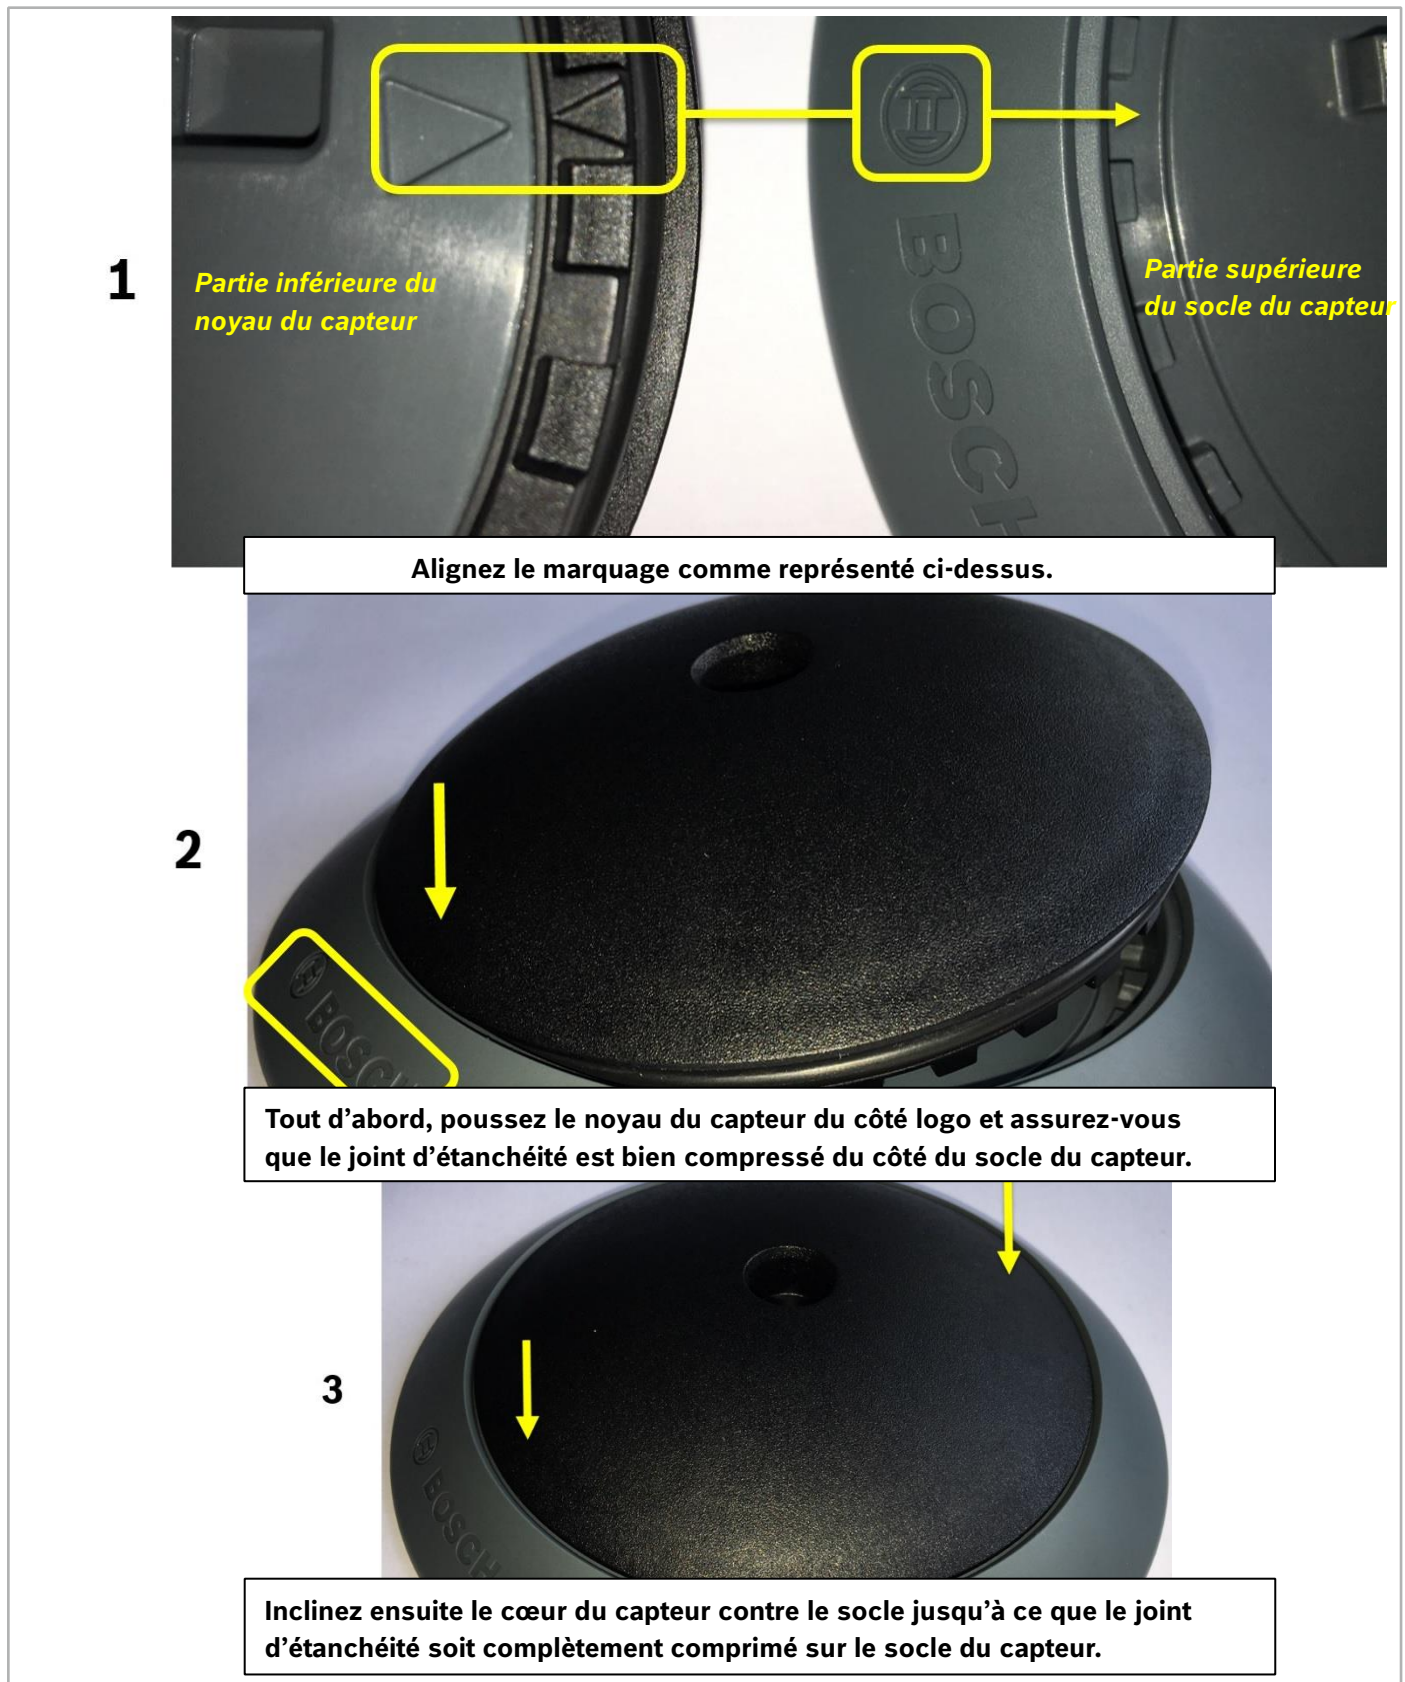 1
Partie inférieure du
noyau du capteur
BOSCH
Partie supérieure
du socle du capteur
Alignez le marquage comme représenté ci-dessus.
2
BOSCH
Tout d’abord, poussez le noyau du capteur du côté logo et assurez-vous
que le joint d’étanchéité est bien compressé du côté du socle du capteur.
3
BOSCH
Inclinez ensuite le cœur du capteur contre le socle jusqu’à ce que le joint
d’étanchéité soit complètement comprimé sur le socle du capteur.